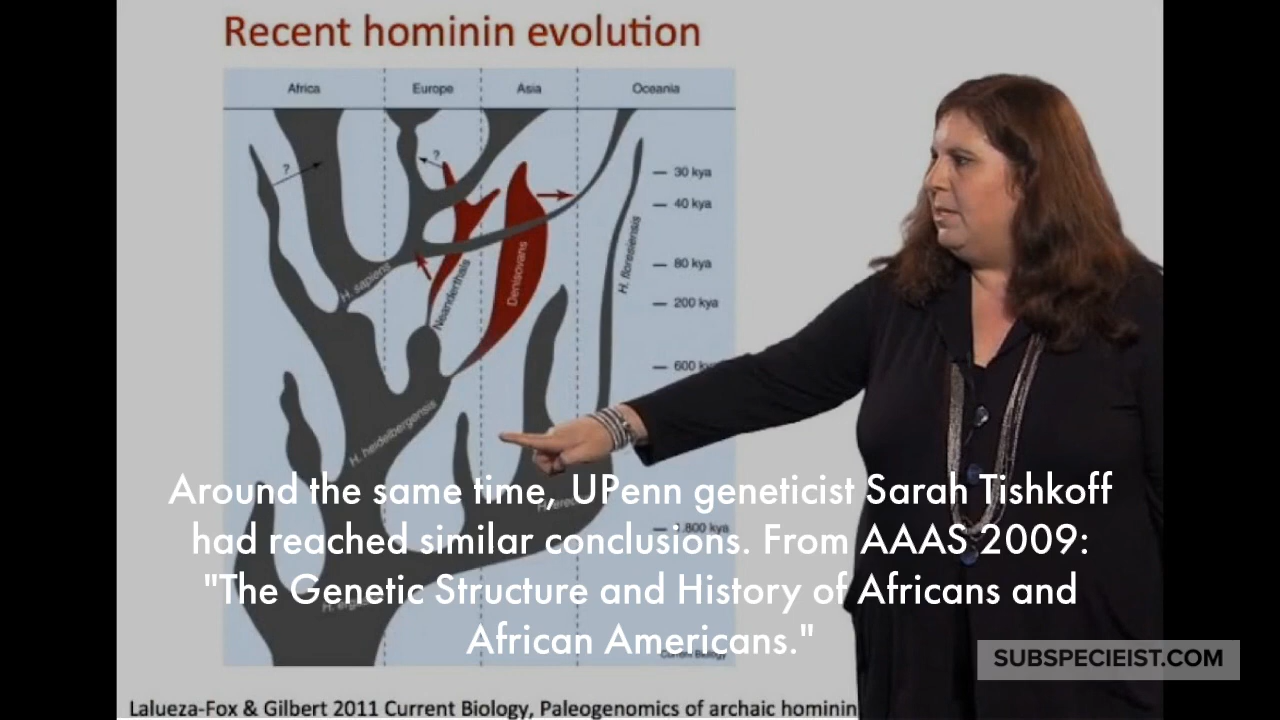 Recent hominin evolution
Africa Europe Asia Oceania
? ?
30 kya
40 kya
80 kya
200 kya
600
H. sapiens
Neanderthals
Denisovans
H. floresiensis
H. heidelbergensis
Around the same time, UPenn geneticist Sarah Tishkoff
had reached similar conclusions. From AAAS 2009:
"The Genetic Structure and History of Africans and
African Americans."
1.800 kya
Current Biology
SUBSPECIEIST.COM
Lalueza-Fox & Gilbert 2011 Current Biology, Paleogenomics of archaic hominin